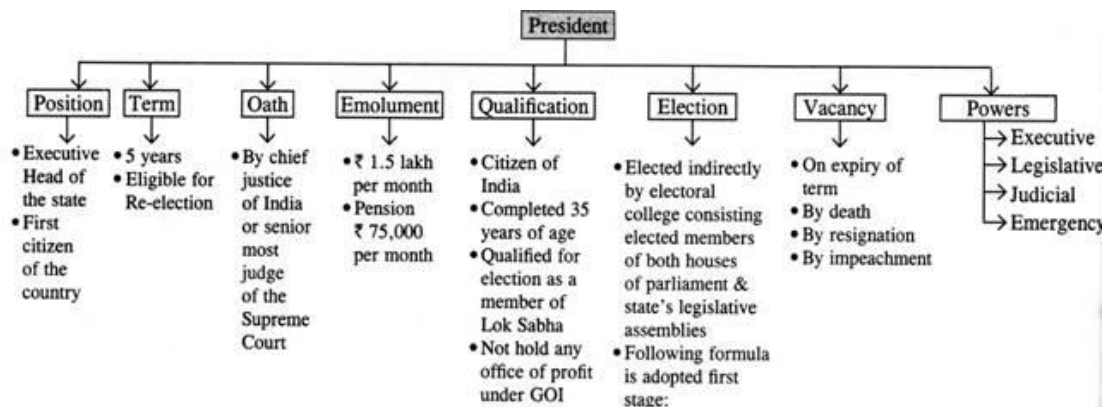 President
Position
Term
Oath
Emolument
Qualification
Election
Vacancy
Powers
• Executive
Head of
the state
• First
citizen
of the
country
• 5 years
• Eligible for
Re-election
• By chief
justice
of India
or senior
most
judge
of the
Supreme
Court
• ₹ 1.5 lakh
per month
• Pension
₹ 75,000
per month
• Citizen of
India
• Completed 35
years of age
• Qualified for
election as a
member of
Lok Sabha
• Not hold any
office of profit
under GOI
• Elected indirectly
by electoral
college consisting
elected members
of both houses
of parliament &
state's legislative
assemblies
• Following formula
is adopted first
stage:
• On expiry of
term
• By death
• By resignation
• By impeachment
Executive
Legislative
Judicial
Emergency